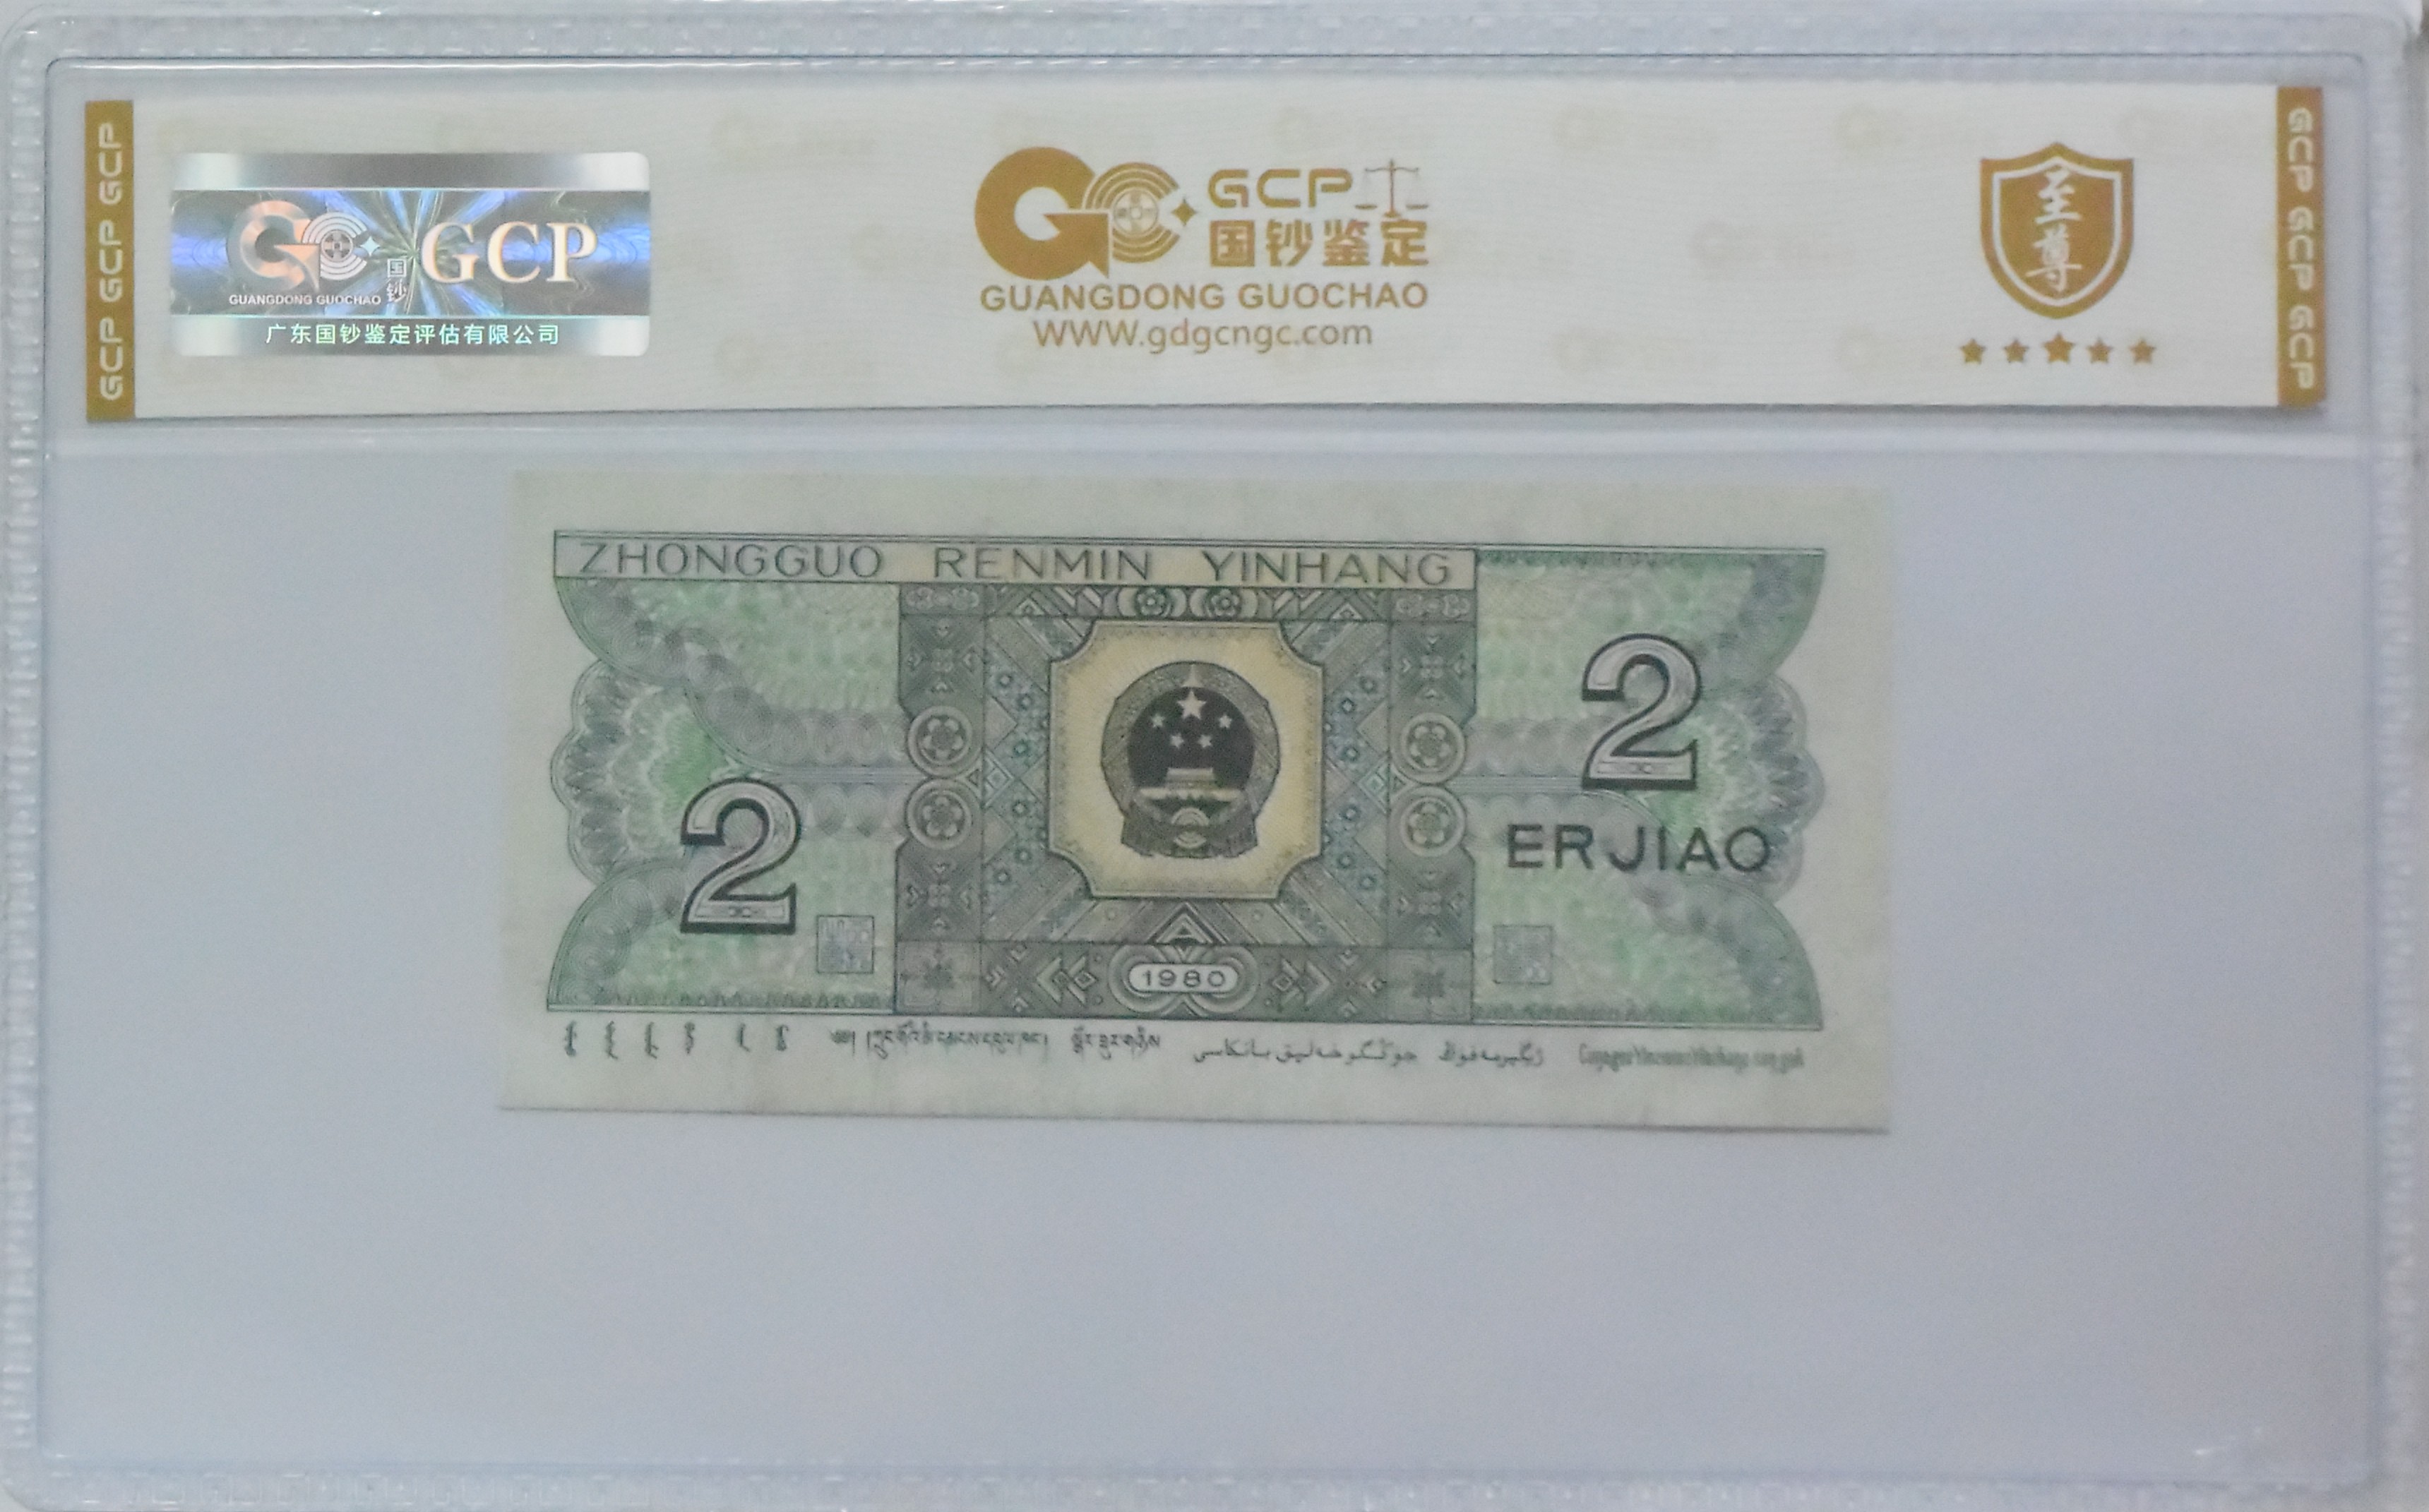 GCP GCP GCP
GCP
国钞
GUANGDONG GUOCHAO
广东国钞鉴定评估有限公司
GCP
国钞鉴定
GUANGDONG GUOCHAO
WWW.gdgcngc.com
至尊
GCP GCP GCP
ZHONGGUO RENMIN YINHANG
2
2
ERJIAO
1980